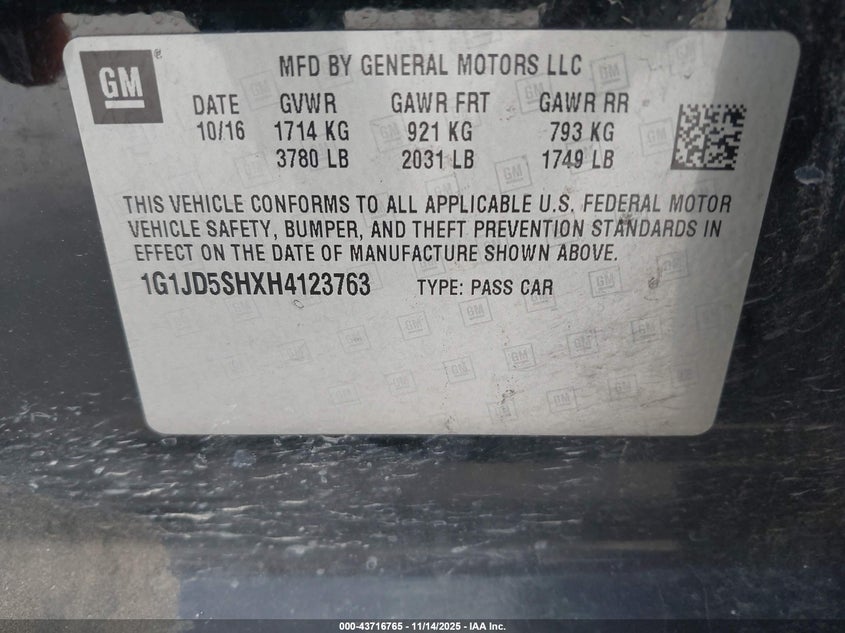 GM
MFD BY GENERAL MOTORS LLC
DATE GVWR GAWR FRT GAWR RR
10/16 1714 KG 921 KG 793 KG
3780 LB 2031 LB 1749 LB
THIS VEHICLE CONFORMS TO ALL APPLICABLE U.S. FEDERAL MOTOR
VEHICLE SAFETY, BUMPER, AND THEFT PREVENTION STANDARDS IN
EFFECT ON THE DATE OF MANUFACTURE SHOWN ABOVE.
1G1JD5SHXH4123763 TYPE: PASS CAR
000-43716765 - 11/14/2025 - IAA Inc.